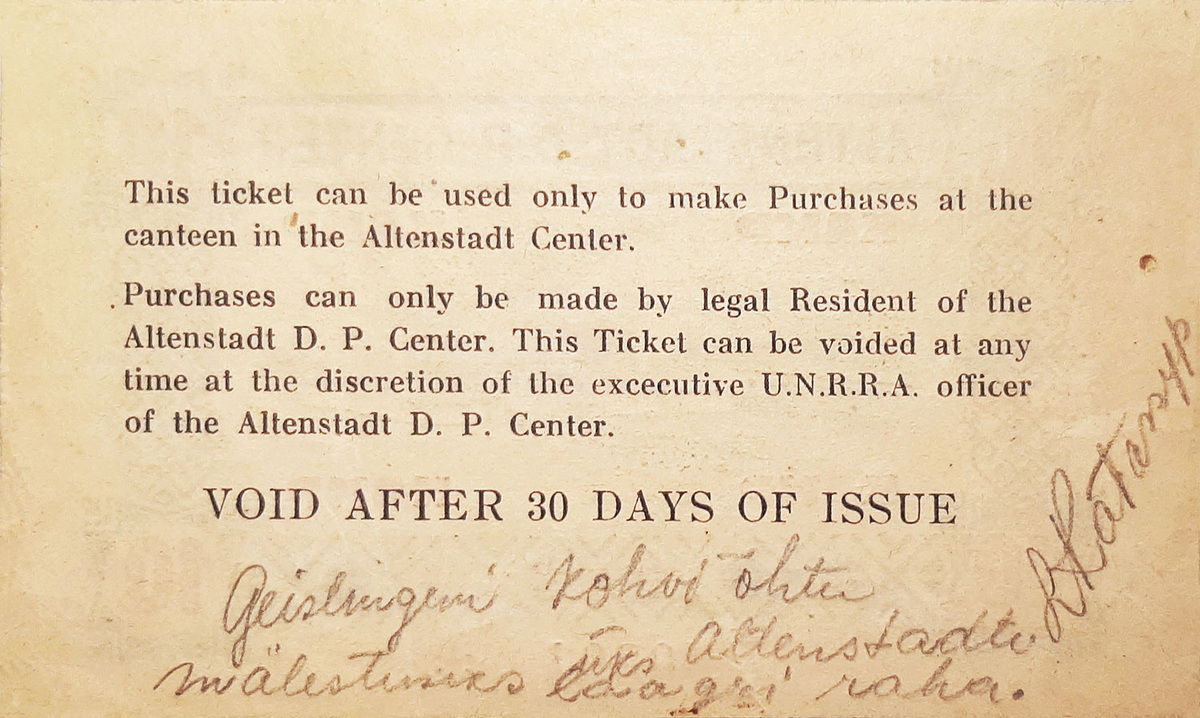 This ticket can be used only to make Purchases at the
canteen in the Altenstadt Center.
Purchases can only be made by legal Resident of the
Altenstadt D. P. Center. This Ticket can be voided at any
time at the discretion of the excecutive U.N.R.R.A. officer
of the Altenstadt D. P. Center.
VOID AFTER 30 DAYS OF ISSUE
Geislingeni kohvi õhtu
mälestuseks üks Altenstadti
laagri raha.